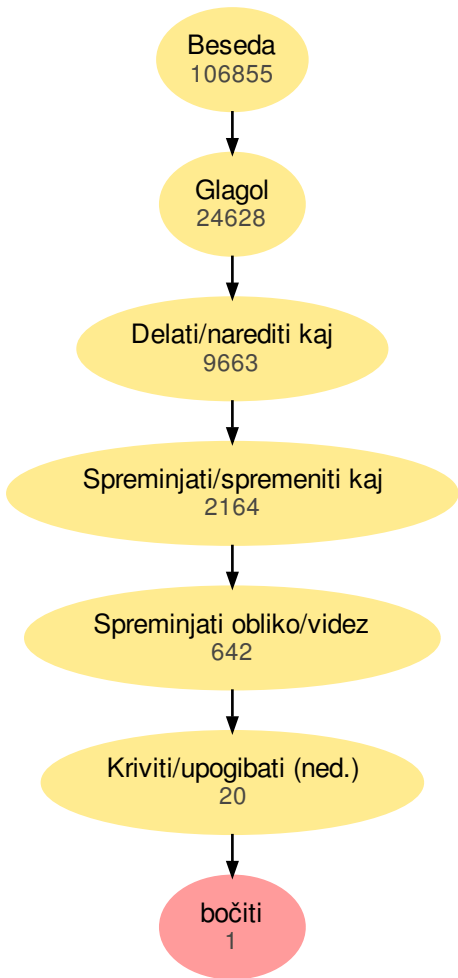 Beseda
106855
Glagol
24628
Delati/narediti kaj
9663
Spreminjati/spremeniti kaj
2164
Spreminjati obliko/videz
642
Kriviti/upogibati (ned.)
20
bočiti
1